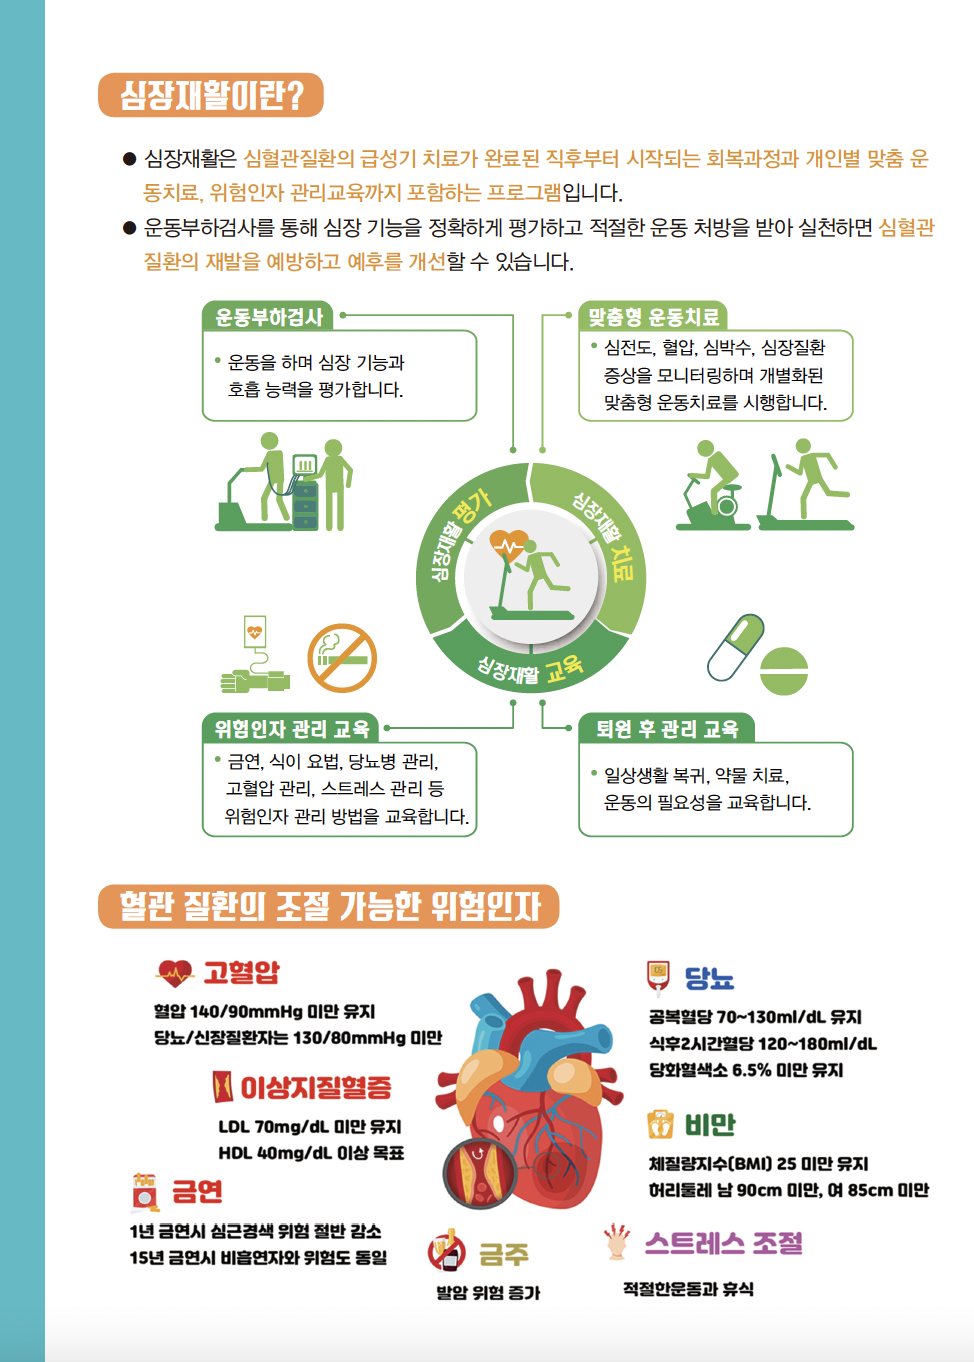 심장재활이란?
● 심장재활은 심혈관질환의 급성기 치료가 완료된 직후부터 시작되는 회복과정과 개인별 맞춤 운
동치료, 위험인자 관리교육까지 포함하는 프로그램입니다.
● 운동부하검사를 통해 심장 기능을 정확하게 평가하고 적절한 운동 처방을 받아 실천하면 심혈관
질환의 재발을 예방하고 예후를 개선할 수 있습니다.
운동부하검사
• 운동을 하며 심장 기능과
호흡 능력을 평가합니다.
맞춤형 운동치료
• 심전도, 혈압, 심박수, 심장질환
증상을 모니터링하며 개별화된
맞춤형 운동치료를 시행합니다.
심장재활 평가
심장재활 치료
심장재활 교육
위험인자 관리 교육
• 금연, 식이 요법, 당뇨병 관리,
고혈압 관리, 스트레스 관리 등
위험인자 관리 방법을 교육합니다.
퇴원 후 관리 교육
• 일상생활 복귀, 약물 치료,
운동의 필요성을 교육합니다.
혈관 질환의 조절 가능한 위험인자
고혈압
혈압 140/90mmHg 미만 유지
당뇨/신장질환자는 130/80mmHg 미만
당뇨
공복혈당 70~130ml/dL 유지
식후2시간혈당 120~180ml/dL
당화혈색소 6.5% 미만 유지
이상지질혈증
LDL 70mg/dL 미만 유지
HDL 40mg/dL 이상 목표
비만
체질량지수(BMI) 25 미만 유지
허리둘레 남 90cm 미만, 여 85cm 미만
금연
1년 금연시 심근경색 위험 절반 감소
15년 금연시 비흡연자와 위험도 동일
금주
발암 위험 증가
스트레스 조절
적절한운동과 휴식